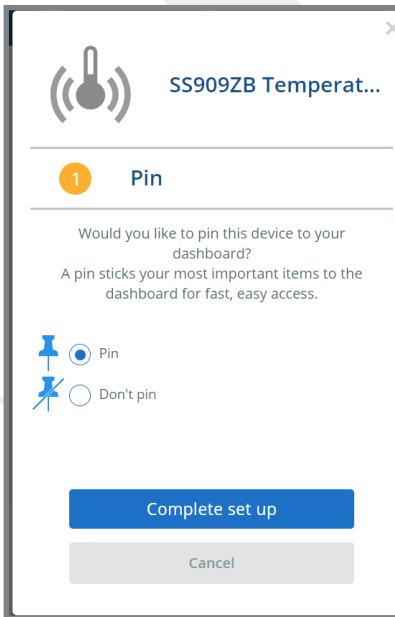 SS909ZB Temperat...
1 Pin
Would you like to pin this device to your
dashboard?
A pin sticks your most important items to the
dashboard for fast, easy access.
Pin
Don't pin
Complete set up
Cancel